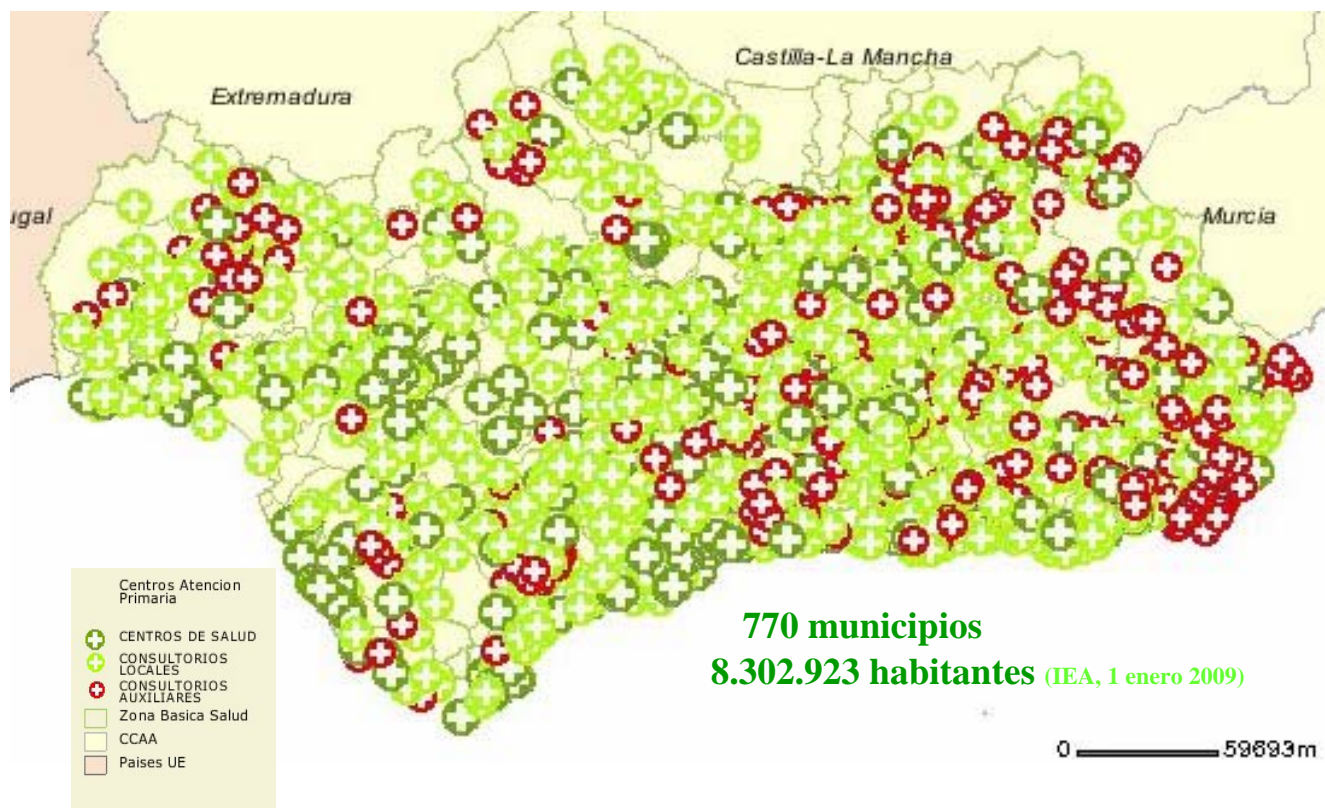 Castilla-La Mancha
Extremadura
ugal
Murcia
Centros Atencion
Primaria
CENTROS DE SALUD
CONSULTORIOS
LOCALES
CONSULTORIOS
AUXILIARES
Zona Basica Salud
CCAA
Paises UE
770 municipios
8.302.923 habitantes (IEA, 1 enero 2009)
0 59693m